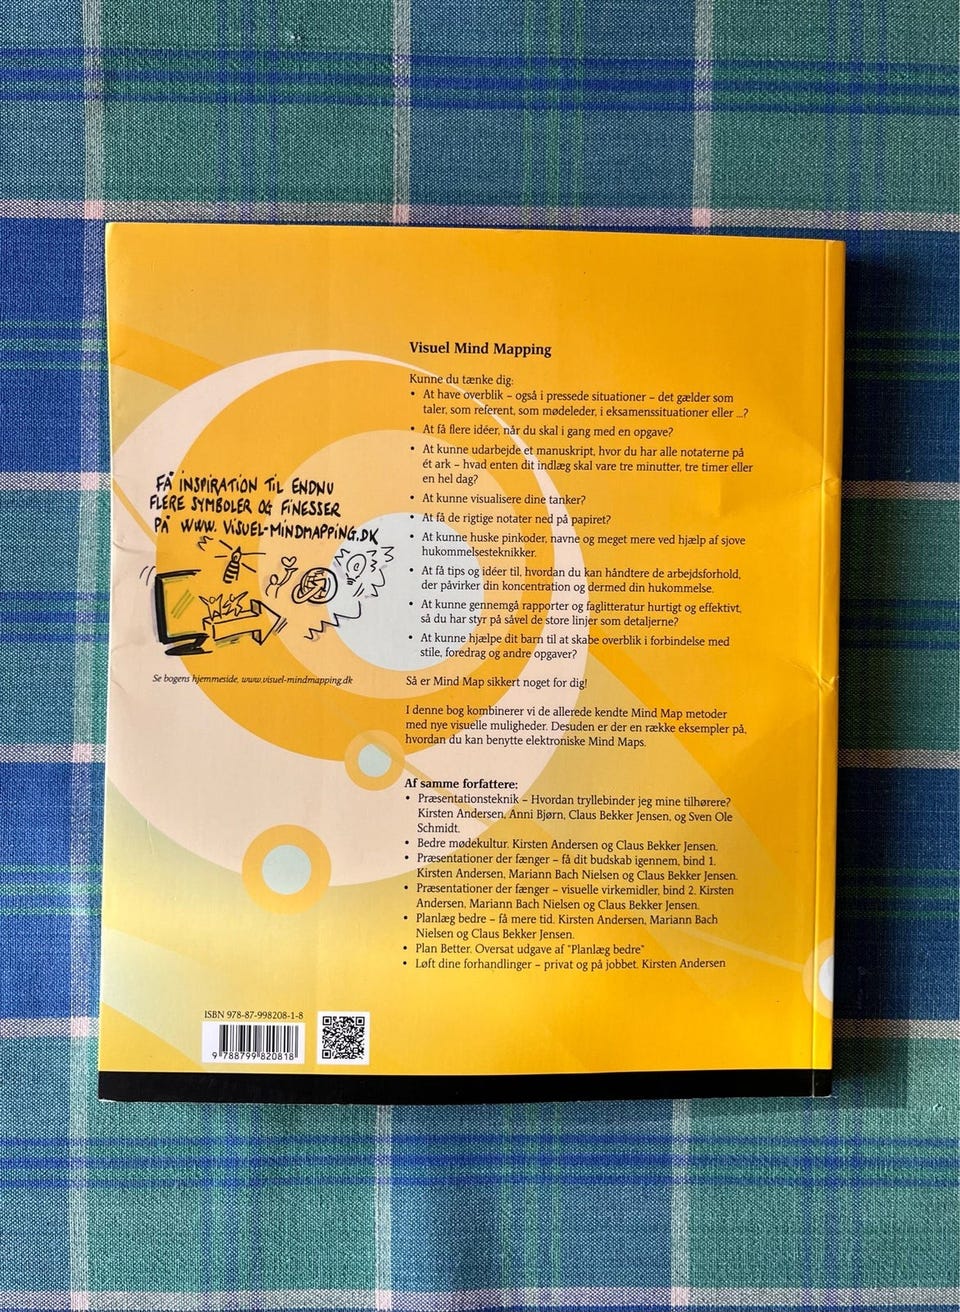 Visuel Mind Mapping
Kunne du tænke dig:
• At have overblik – også i pressede situationer – det gælder som
taler, som referent, som mødeleder, i eksamenssituationer eller ...?
• At få flere idéer, når du skal i gang med en opgave?
• At kunne udarbejde et manuskript, hvor du har alle notaterne på
ét ark – hvad enten dit indlæg skal vare tre minutter, tre timer eller
en hel dag?
• At kunne visualisere dine tanker?
• At få de rigtige notater ned på papiret?
• At kunne huske pinkoder, navne og meget mere ved hjælp af sjove
hukommelsesteknikker.
• At få tips og idéer til, hvordan du kan håndtere de arbejdsforhold,
der påvirker din koncentration og dermed din hukommelse.
• At kunne gennemgå rapporter og faglitteratur hurtigt og effektivt,
så du har styr på såvel de store linjer som detaljerne?
• At kunne hjælpe dit barn til at skabe overblik i forbindelse med
stile, foredrag og andre opgaver?
Så er Mind Map sikkert noget for dig!
I denne bog kombinerer vi de allerede kendte Mind Map metoder
med nye visuelle muligheder. Desuden er der en række eksempler på,
hvordan du kan benytte elektroniske Mind Maps.
FÅ INSPIRATION TIL ENDNU
FLERE SYMBOLER OG FINESSER
PÅ WWW.VISUEL-MINDMAPPING.DK
Se bogens hjemmeside, www.visuel-mindmapping.dk
Af samme forfattere:
• Præsentationsteknik – Hvordan tryllebinder jeg mine tilhørere?
Kirsten Andersen, Anni Bjørn, Claus Bekker Jensen, og Sven Ole
Schmidt.
• Bedre mødekultur. Kirsten Andersen og Claus Bekker Jensen.
• Præsentationer der fænger – få dit budskab igennem, bind 1.
Kirsten Andersen, Mariann Bach Nielsen og Claus Bekker Jensen.
• Præsentationer der fænger – visuelle virkemidler, bind 2. Kirsten
Andersen, Mariann Bach Nielsen og Claus Bekker Jensen.
• Planlæg bedre – få mere tid. Kirsten Andersen, Mariann Bach
Nielsen og Claus Bekker Jensen.
• Plan Better. Oversat udgave af "Planlæg bedre"
• Løft dine forhandlinger – privat og på jobbet. Kirsten Andersen
ISBN 978-87-998208-1-8
9 788799 820818